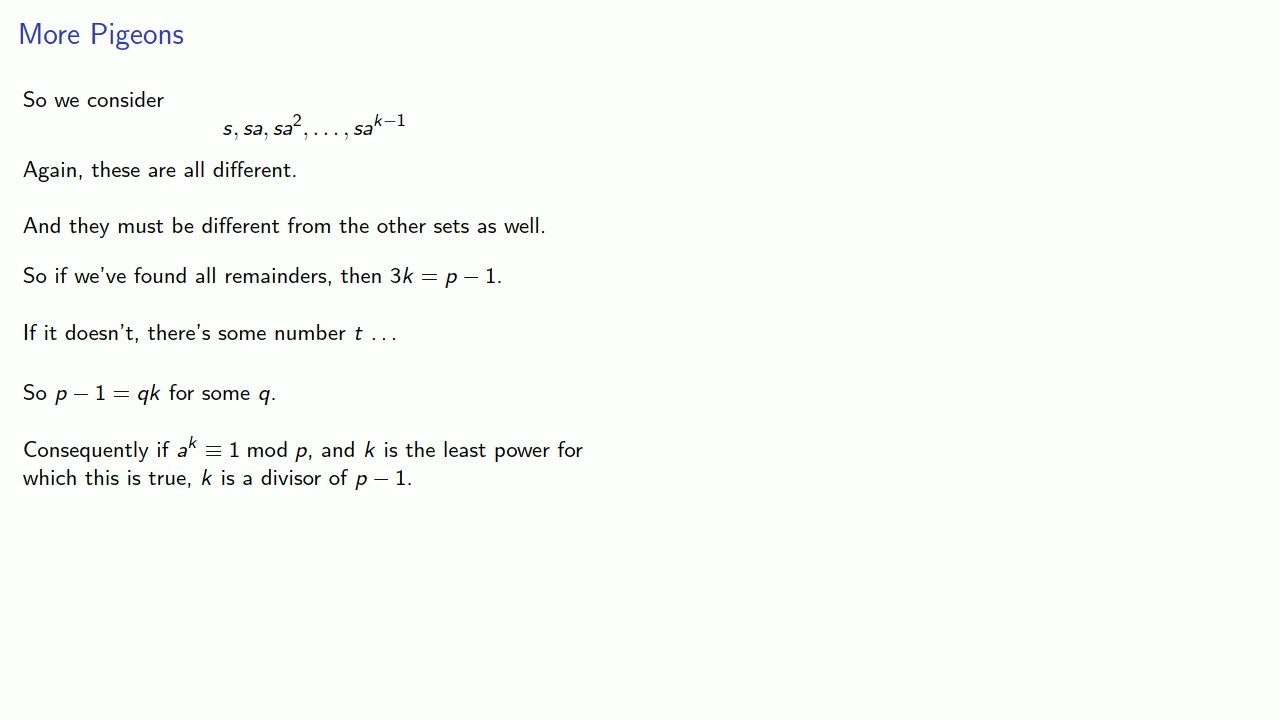 More Pigeons
So we consider
s, sa, sa², . . . , saᵏ⁻¹
Again, these are all different.
And they must be different from the other sets as well.
So if we've found all remainders, then 3k = p − 1.
If it doesn't, there's some number t . . .
So p − 1 = qk for some q.
Consequently if aᵏ ≡ 1 mod p, and k is the least power for
which this is true, k is a divisor of p − 1.